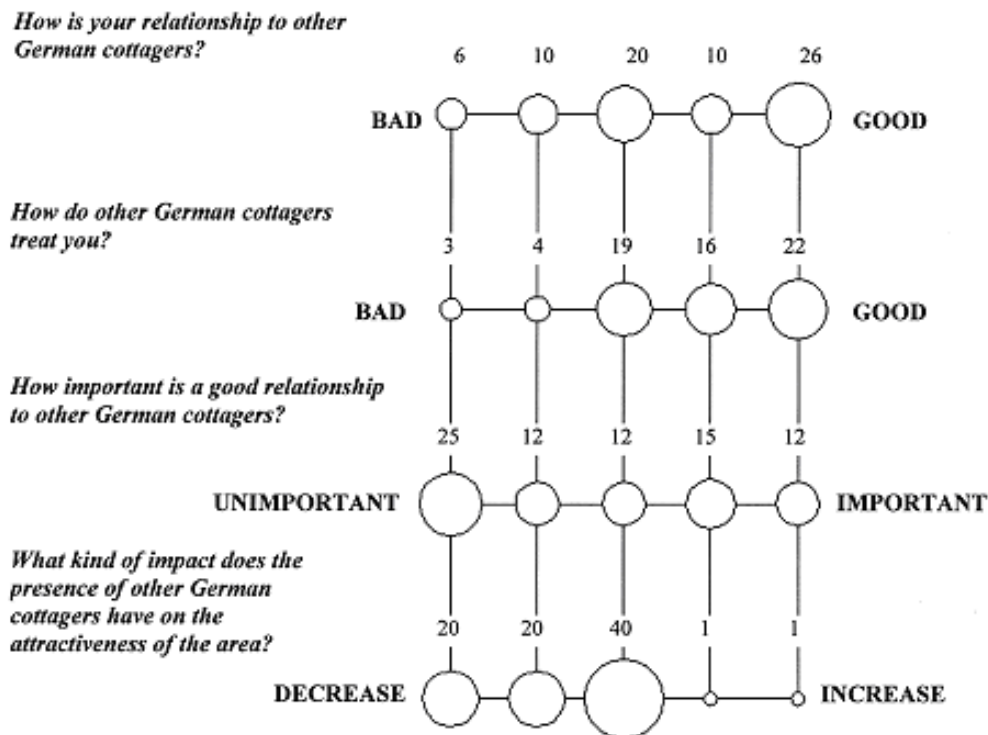 How is your relationship to other
German cottagers?
6 10 20 10 26
BAD GOOD
How do other German cottagers
treat you?
3 4 19 16 22
BAD GOOD
How important is a good relationship
to other German cottagers?
25 12 12 15 12
UNIMPORTANT IMPORTANT
What kind of impact does the
presence of other German
cottagers have on the
attractiveness of the area?
20 20 40 1 1
DECREASE INCREASE